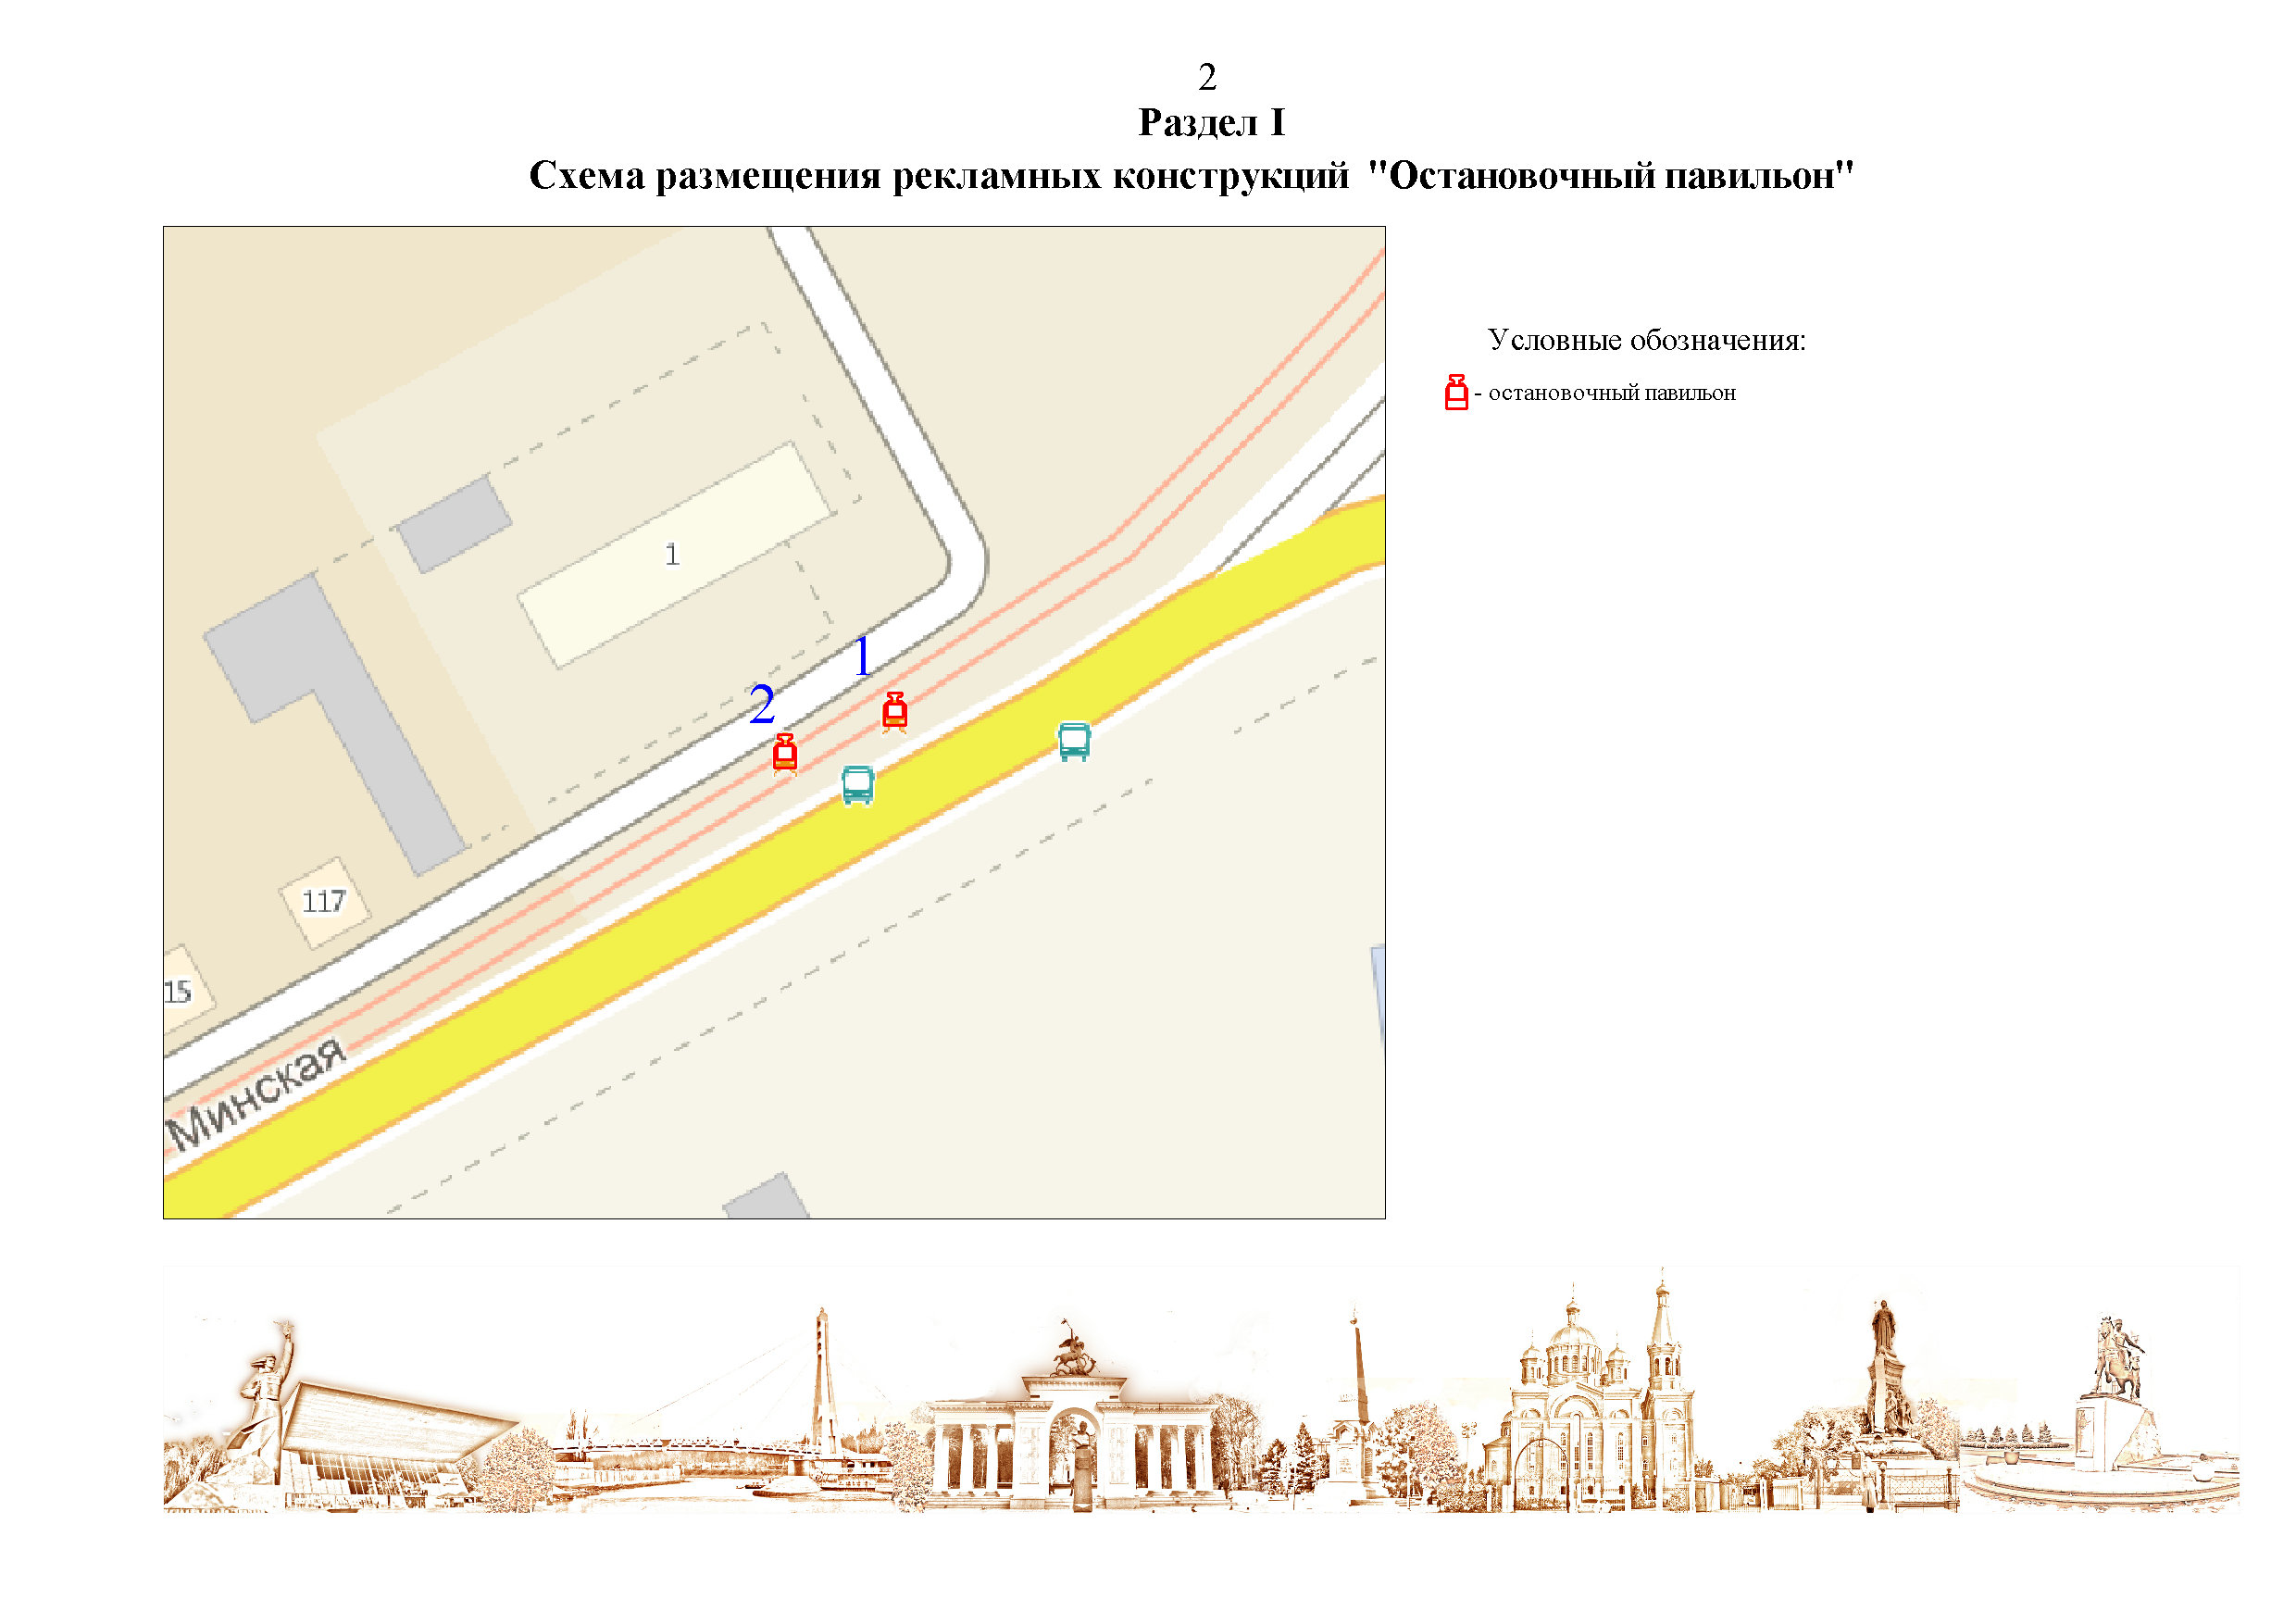 2
Раздел I
Схема размещения рекламных конструкций "Остановочный павильон"
Условные обозначения:
- остановочный павильон
1
1
2
117
15
Минская